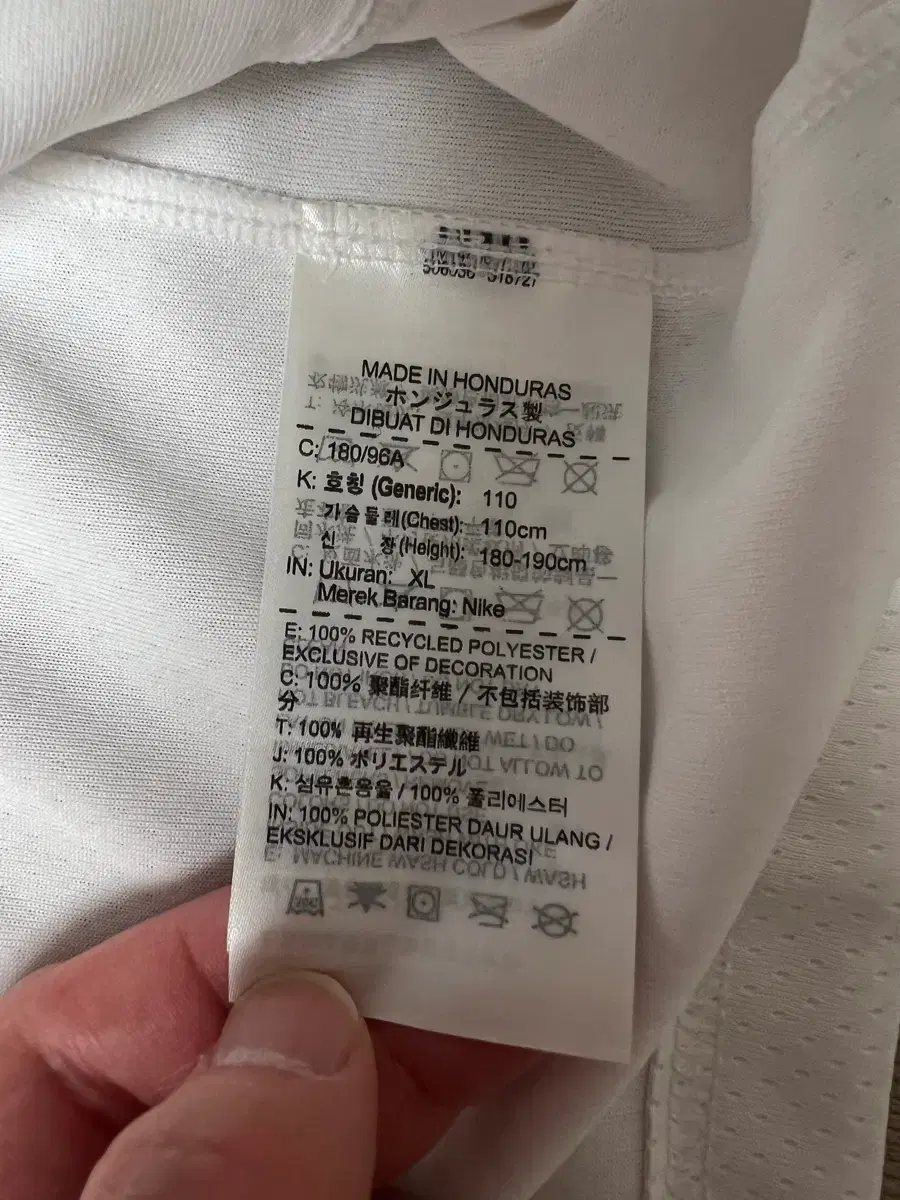 MADE IN HONDURAS
ホンジュラス製
DIBUAT DI HONDURAS
C: 180/96A
K: 호칭 (Generic): 110
가슴둘레(Chest): 110cm
신 장(Height): 180-190cm
IN: Ukuran: XL
Merek Barang: Nike
E: 100% RECYCLED POLYESTER /
EXCLUSIVE OF DECORATION
C: 100% 聚酯纤维 / 不包括装饰部
分
T: 100% 再生聚酯纖維
J: 100% ポリエステル
K: 섬유혼용율 / 100% 폴리에스터
IN: 100% POLIESTER DAUR ULANG /
EKSKLUSIF DARI DEKORASI